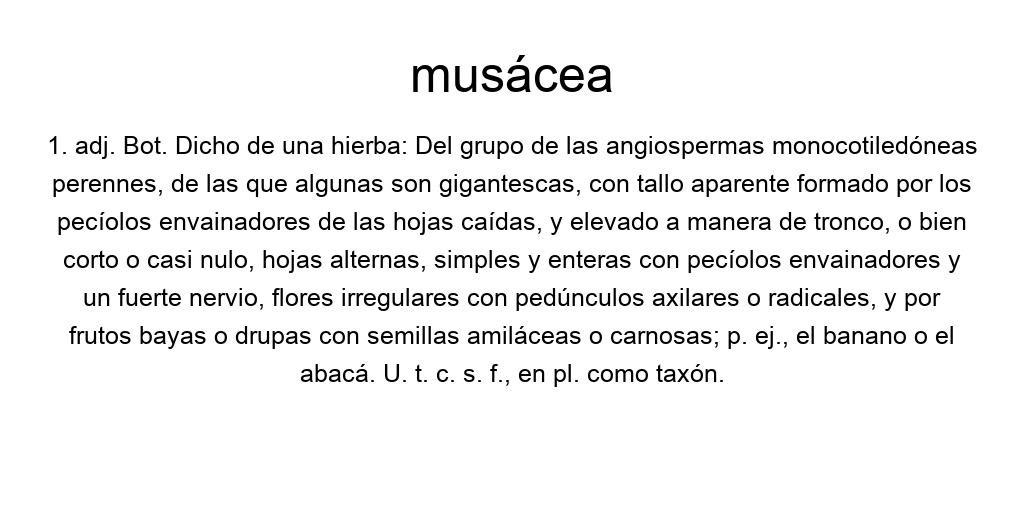 musácea
1. adj. Bot. Dicho de una hierba: Del grupo de las angiospermas monocotiledóneas
perennes, de las que algunas son gigantescas, con tallo aparente formado por los
pecíolos envainadores de las hojas caídas, y elevado a manera de tronco, o bien
corto o casi nulo, hojas alternas, simples y enteras con pecíolos envainadores y
un fuerte nervio, flores irregulares con pedúnculos axilares o radicales, y por
frutos bayas o drupas con semillas amiláceas o carnosas; p. ej., el banano o el
abacá. U. t. c. s. f., en pl. como taxón.